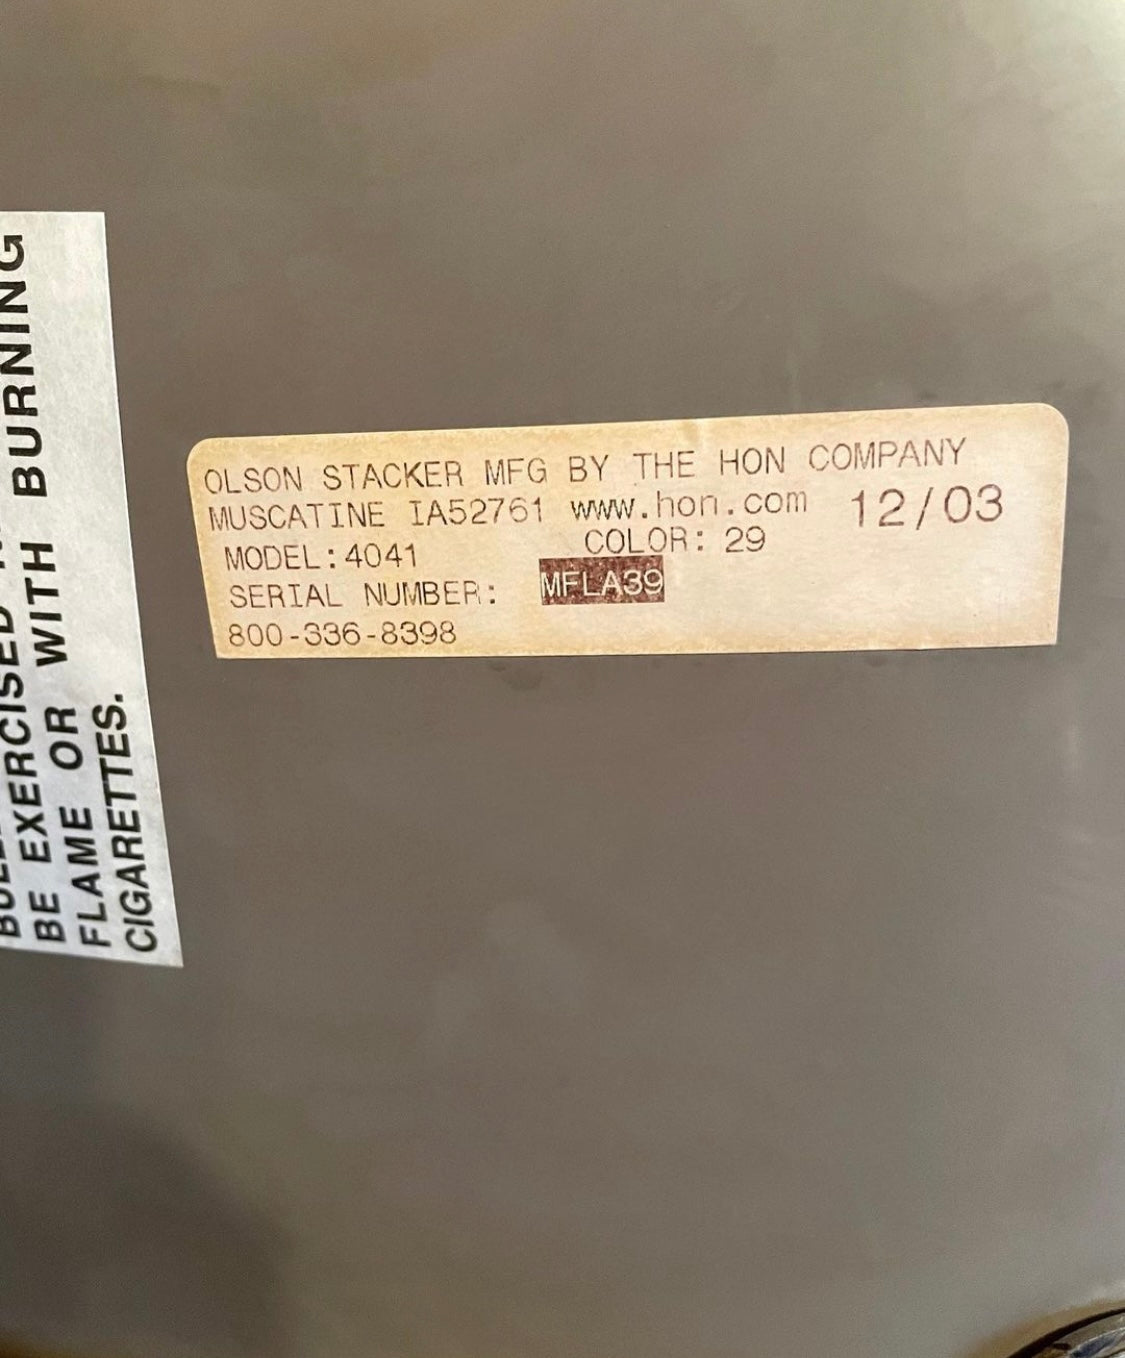 OLSON STACKER MFG BY THE HON COMPANY
MUSCATINE IA52761 www.hon.com 12/03
MODEL:4041 COLOR: 29
SERIAL NUMBER: MFLA39
800-336-8398
BE EXERCISED
FLAME OR WITH BURNING
CIGARETTES.